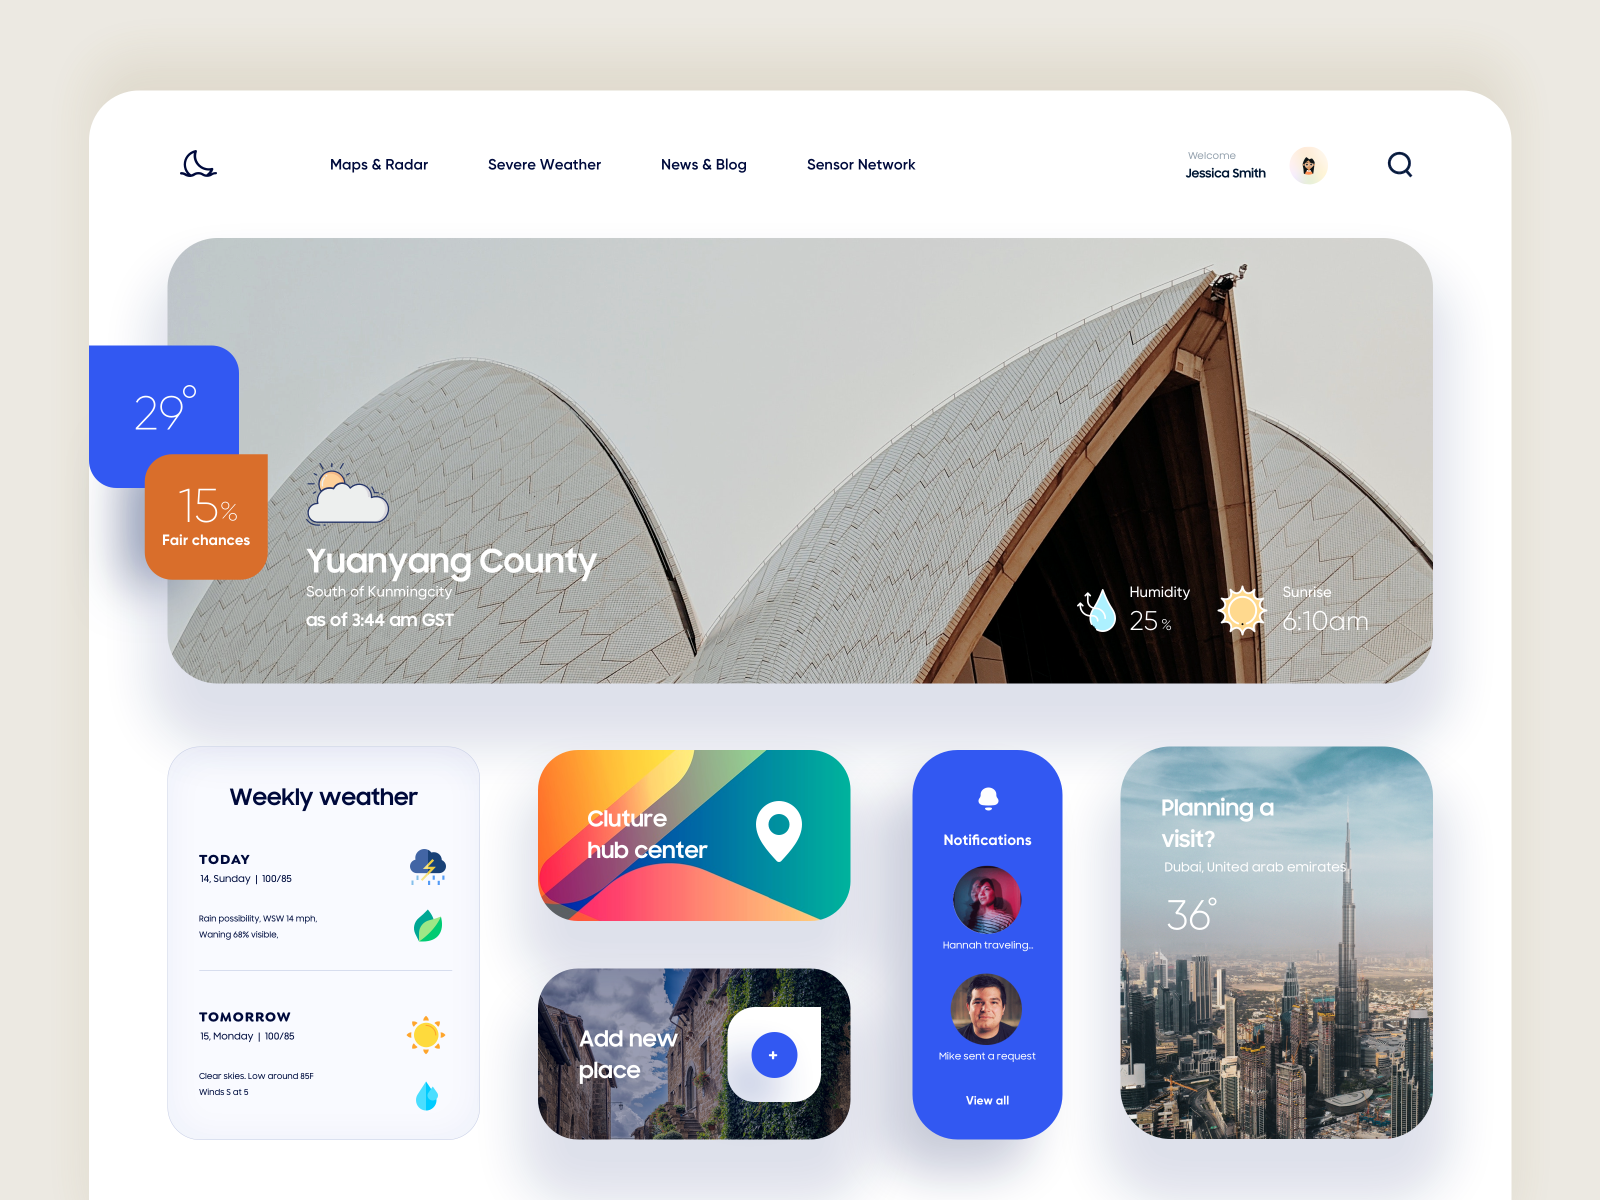 Maps & Radar
Severe Weather
News & Blog
Sensor Network
Welcome
Jessica Smith
29°
15%
Fair chances
Yuanyang County
South of Kunmingcity
as of 3:44 am GST
Humidity
25 %
Sunrise
6:10am
Weekly weather
TODAY
14, Sunday | 100/85
Rain possibility, WSW 14 mph,
Waning 68% visible,
TOMORROW
15, Monday | 100/85
Clear skies. Low around 85F
Winds S at 5
Cluture
hub center
Add new
place
+
Notifications
Hannah traveling..
Mike sent a request
View all
Planning a
visit?
Dubai, United arab emirates
36°